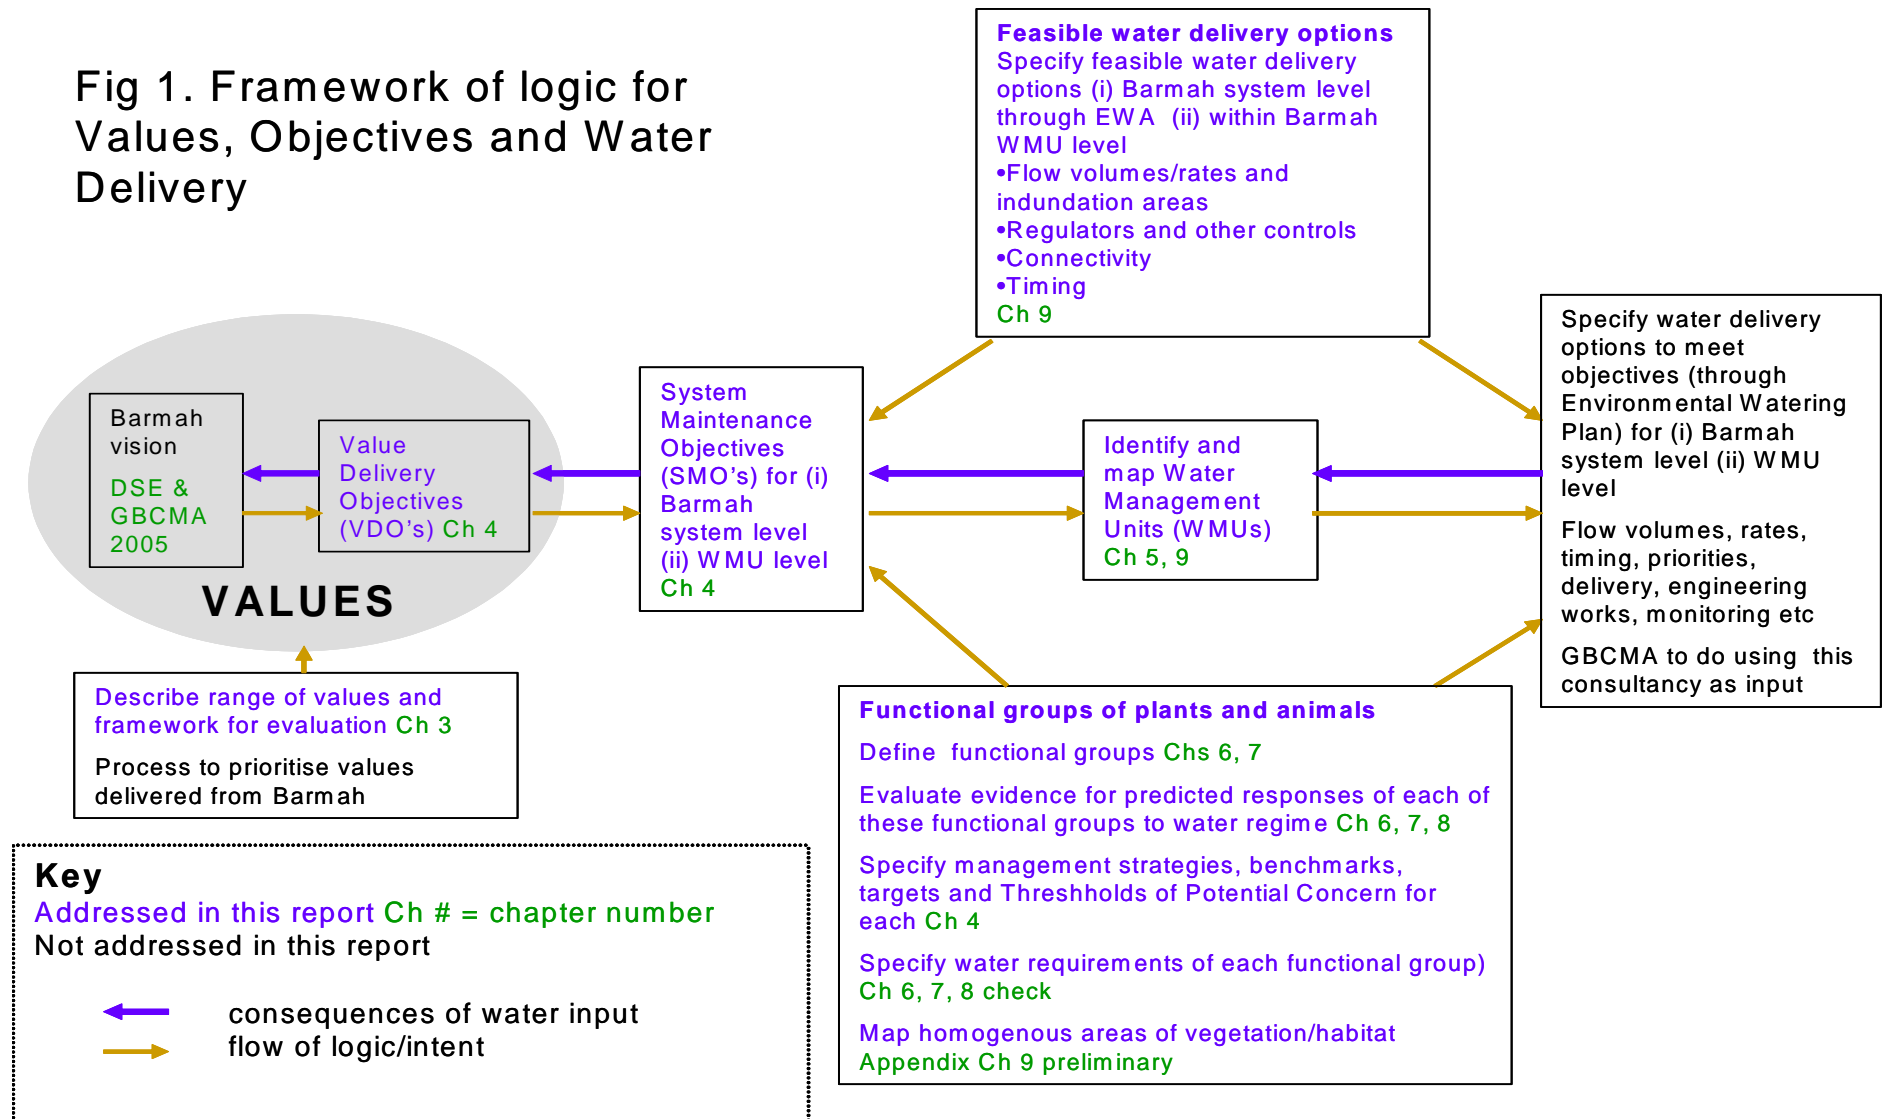 Fig 1. Framework of logic for
Values, Objectives and Water
Delivery
Feasible water delivery options
Specify feasible water delivery
options (i) Barmah system level
through EWA (ii) within Barmah
WMU level
•Flow volumes/rates and
indundation areas
•Regulators and other controls
•Connectivity
•Timing
Ch 9
Barmah
vision
DSE &
GBCMA
2005
Value
Delivery
Objectives
(VDO's) Ch 4
VALUES
System
Maintenance
Objectives
(SMO's) for (i)
Barmah
system level
(ii) WMU level
Ch 4
Identify and
map Water
Management
Units (WMUs)
Ch 5, 9
Specify water delivery
options to meet
objectives (through
Environmental Watering
Plan) for (i) Barmah
system level (ii) WMU
level
Flow volumes, rates,
timing, priorities,
delivery, engineering
works, monitoring etc
GBCMA to do using this
consultancy as input
Describe range of values and
framework for evaluation Ch 3
Process to prioritise values
delivered from Barmah
Functional groups of plants and animals
Define functional groups Chs 6, 7
Evaluate evidence for predicted responses of each of
these functional groups to water regime Ch 6, 7, 8
Specify management strategies, benchmarks,
targets and Threshholds of Potential Concern for
each Ch 4
Specify water requirements of each functional group)
Ch 6, 7, 8 check
Map homogenous areas of vegetation/habitat
Appendix Ch 9 preliminary
Key
Addressed in this report Ch # = chapter number
Not addressed in this report
consequences of water input
flow of logic/intent